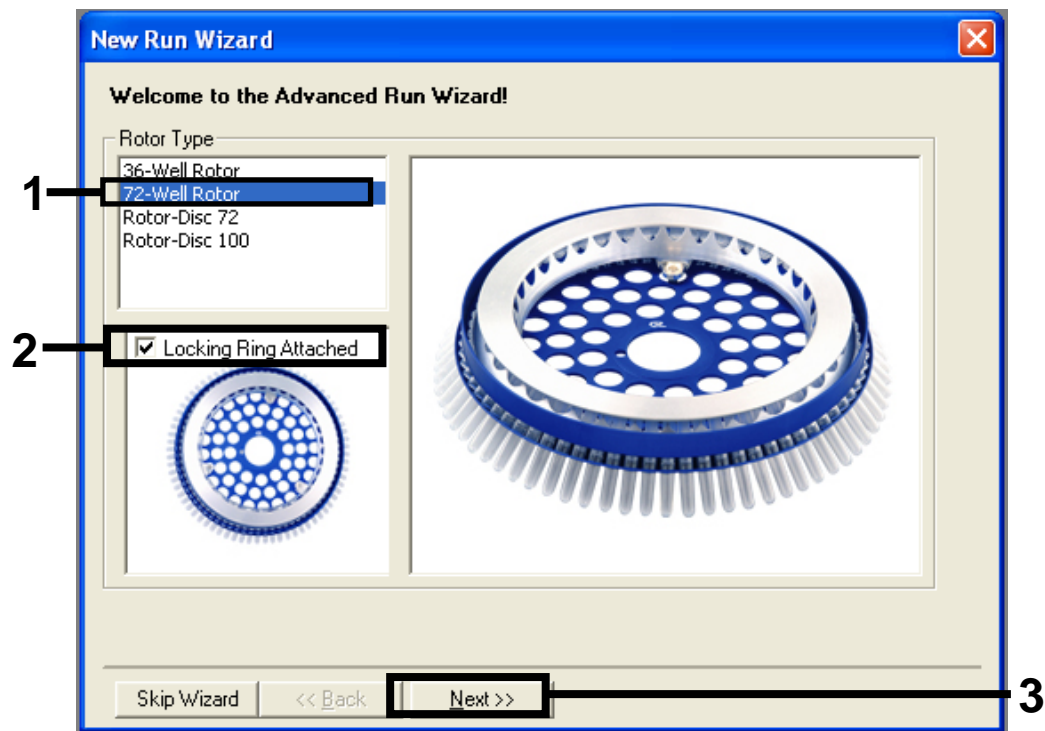 New Run Wizard
Welcome to the Advanced Run Wizard!
Rotor Type
36-Well Rotor
1
72-Well Rotor
Rotor-Disc 72
Rotor-Disc 100
2
Locking Ring Attached
Skip Wizard
<< Back
Next >>
3